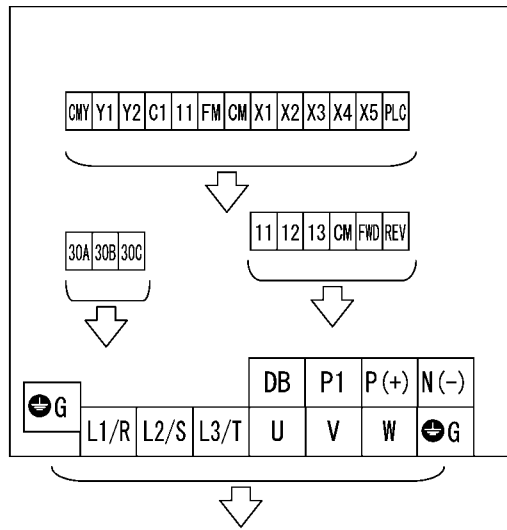 CMY Y1 Y2 C1 11 FM CM X1 X2 X3 X4 X5 PLC
11 12 13 CM FWD REV
30A 30B 30C
DB P1 P(+) N(-)
G
L1/R L2/S L3/T U V W G